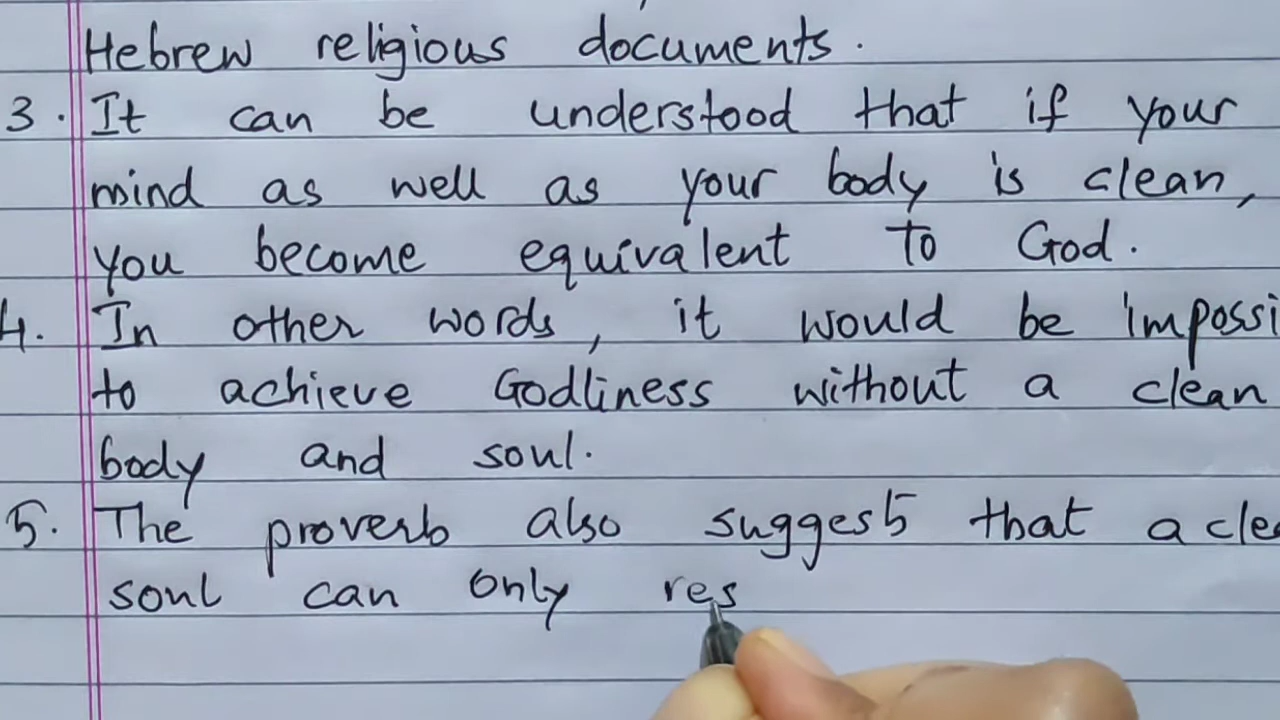 Hebrew religious documents.
3. It can be understood that if your
mind as well as your body is clean,
you become equivalent to God.
4. In other words, it would be impossi
to achieve Godliness without a clean
body and soul.
5. The proverb also suggests that a clea
soul can only res